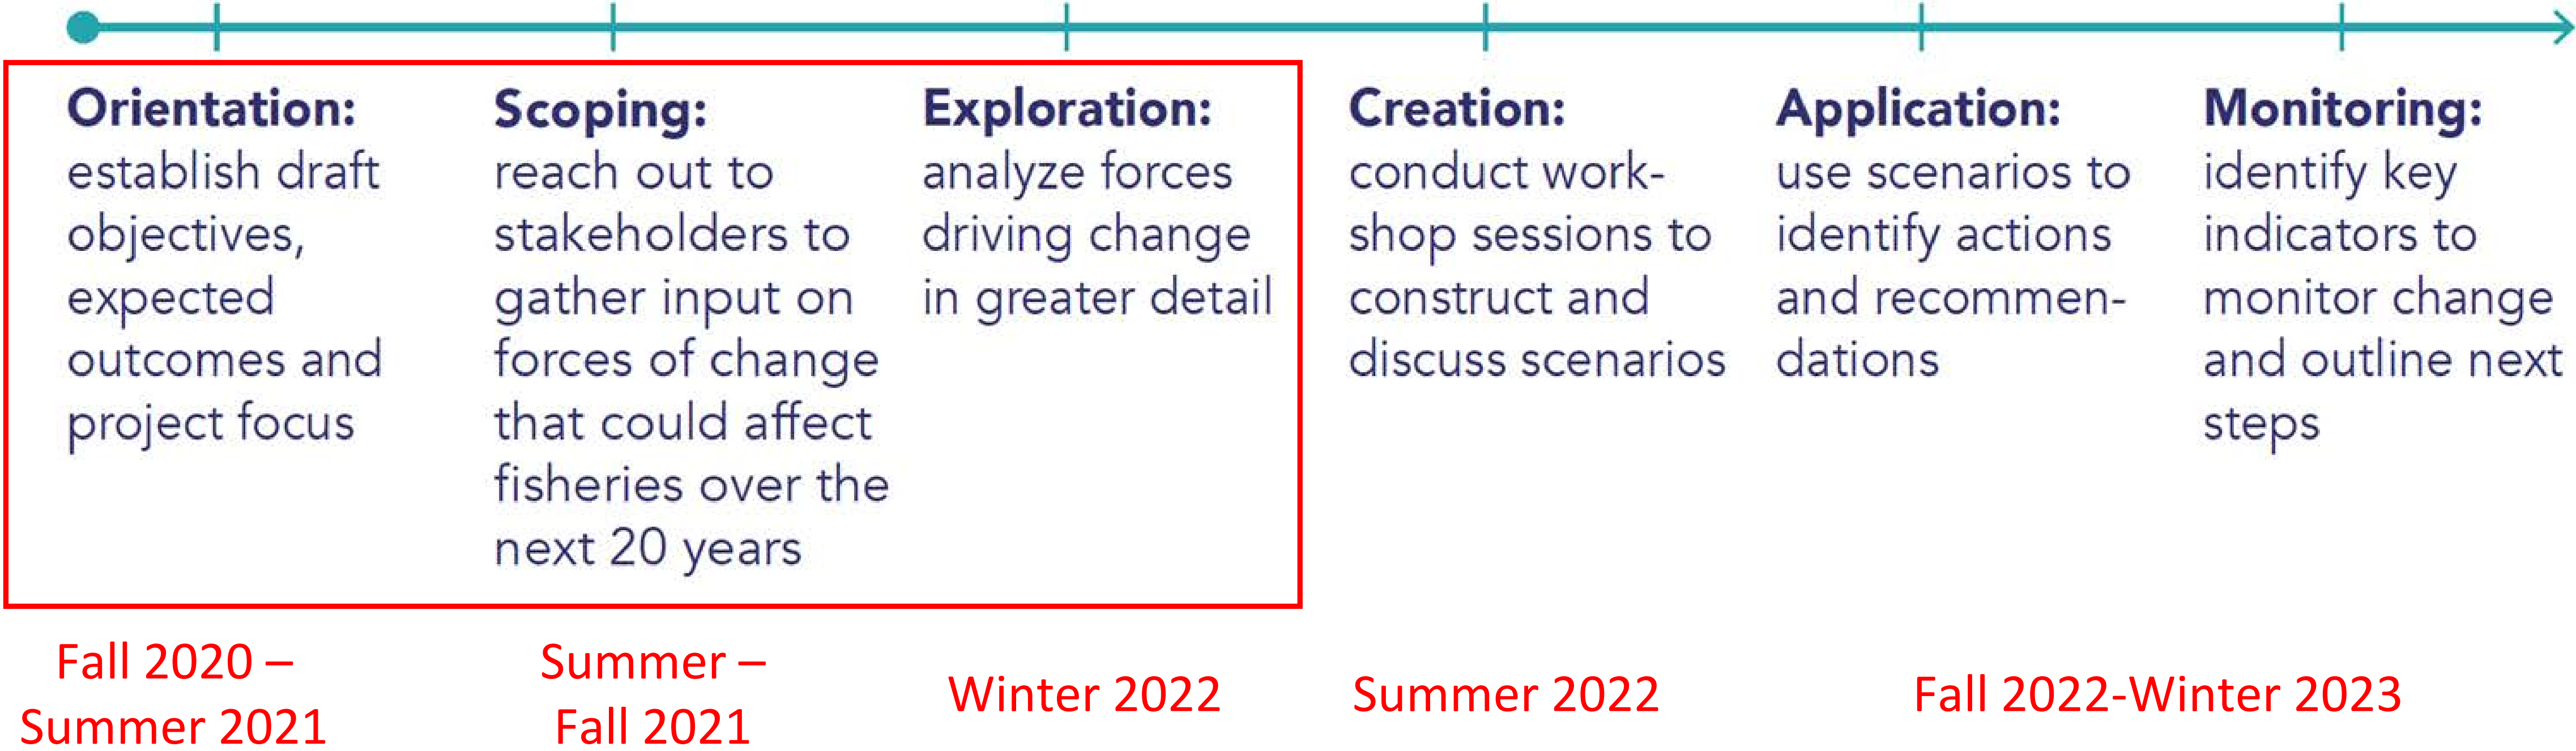 Orientation:
establish draft
objectives,
expected
outcomes and
project focus
Scoping:
reach out to
stakeholders to
gather input on
forces of change
that could affect
fisheries over the
next 20 years
Exploration:
analyze forces
driving change
in greater detail
Creation:
conduct work-
shop sessions to
construct and
discuss scenarios
Application:
use scenarios to
identify actions
and recommen-
dations
Monitoring:
identify key
indicators to
monitor change
and outline next
steps
Fall 2020 –
Summer 2021
Summer –
Fall 2021
Winter 2022
Summer 2022
Fall 2022-Winter 2023